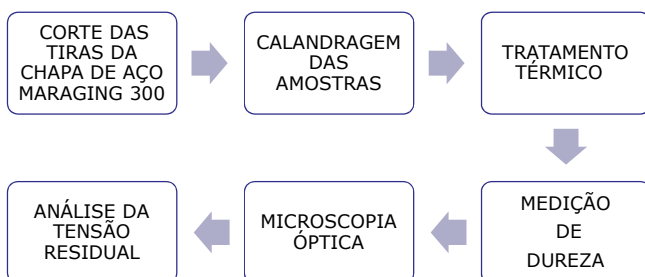 CORTE DAS
TIRAS DA
CHAPA DE AÇO
MARAGING 300
CALANDRAGEM
DAS
AMOSTRAS
TRATAMENTO
TÉRMICO
MEDIÇÃO
DE
DUREZA
MICROSCOPIA
ÓPTICA
ANÁLISE DA
TENSÃO
RESIDUAL